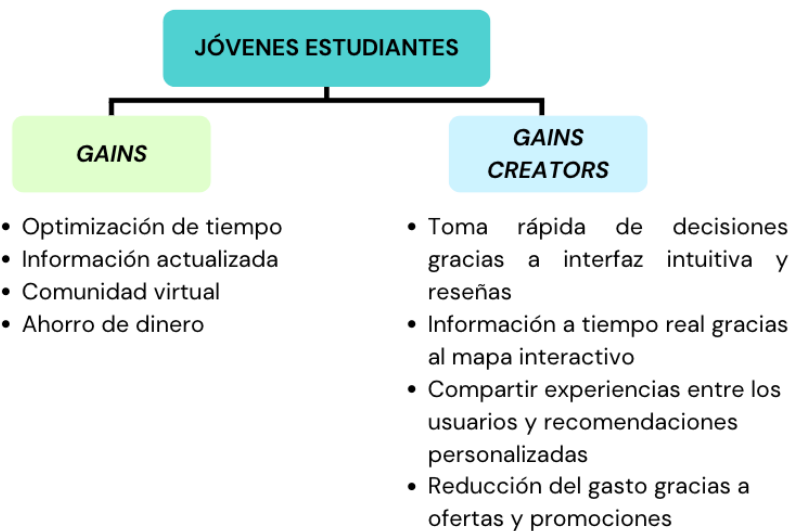 JÓVENES ESTUDIANTES
GAINS
• Optimización de tiempo
• Información actualizada
• Comunidad virtual
• Ahorro de dinero
GAINS
CREATORS
• Toma rápida de decisiones
gracias a interfaz intuitiva y
reseñas
• Información a tiempo real gracias
al mapa interactivo
• Compartir experiencias entre los
usuarios y recomendaciones
personalizadas
• Reducción del gasto gracias a
ofertas y promociones